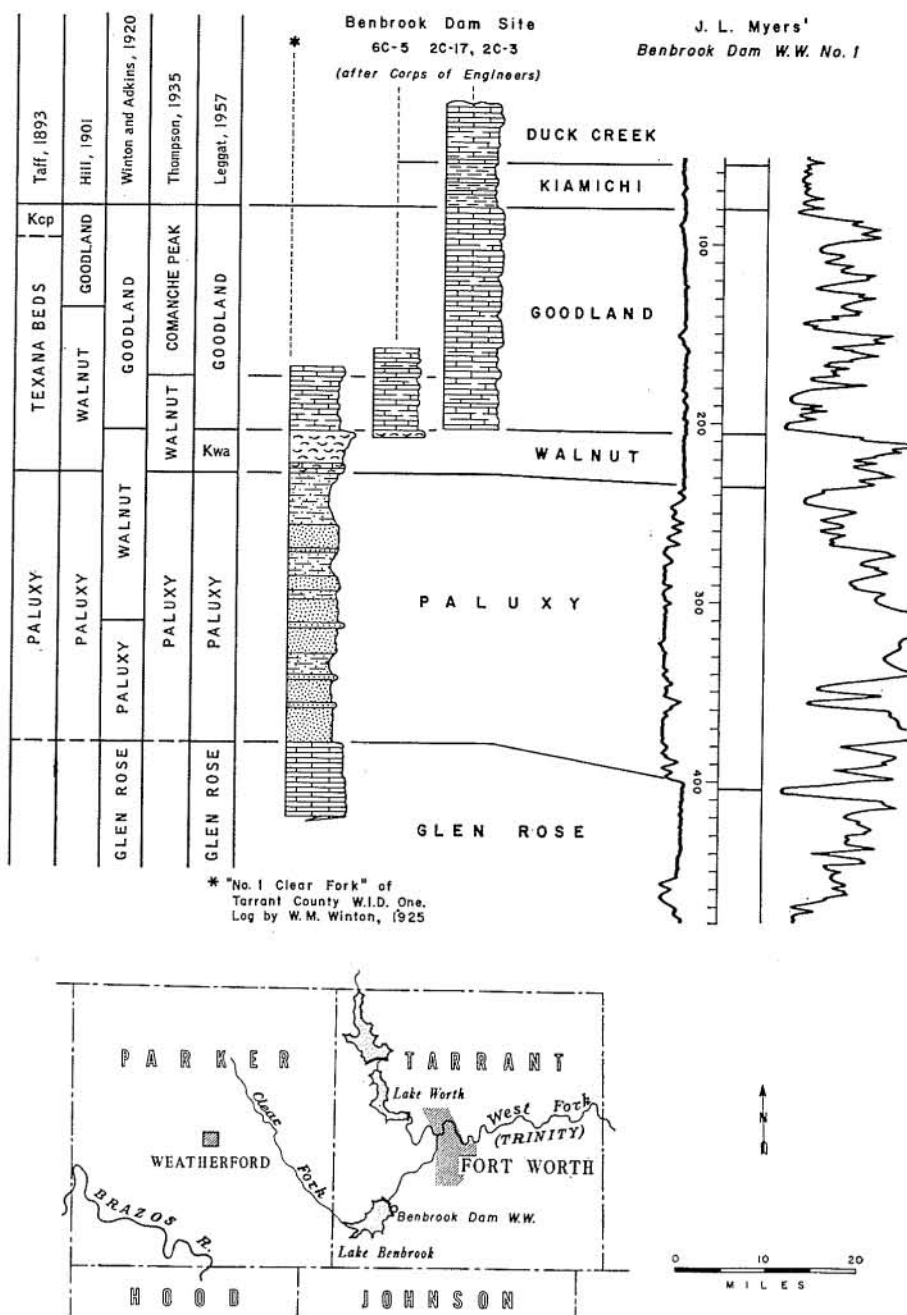 Taff, 1893
Hill, 1901
Winton and Adkins, 1920
Thompson, 1935
Leggat, 1957
*
Benbrook Dam Site
6C-5 2C-17, 2C-3
(after Corps of Engineers)
J. L. Myers'
Benbrook Dam W.W. No. 1
Kcp
TEXANA BEDS
PALUXY
GOODLAND
WALNUT
PALUXY
GOODLAND
WALNUT
PALUXY
GLEN ROSE
COMANCHE PEAK
WALNUT
PALUXY
GOODLAND
Kwa
PALUXY
GLEN ROSE
DUCK CREEK
KIAMICHI
GOODLAND
WALNUT
PALUXY
GLEN ROSE
100
200
300
400
* "No. 1 Clear Fork" of
Tarrant County W.I.D. One.
Log by W.M. Winton, 1925
PARKER
TARRANT
Lake Worth
West Fork
(TRINITY)
Clear Fork
WEATHERFORD
FORT WORTH
BRAZOS R.
Benbrook Dam W.W.
Lake Benbrook
HOOD
JOHNSON
N
0 10 20
MILES